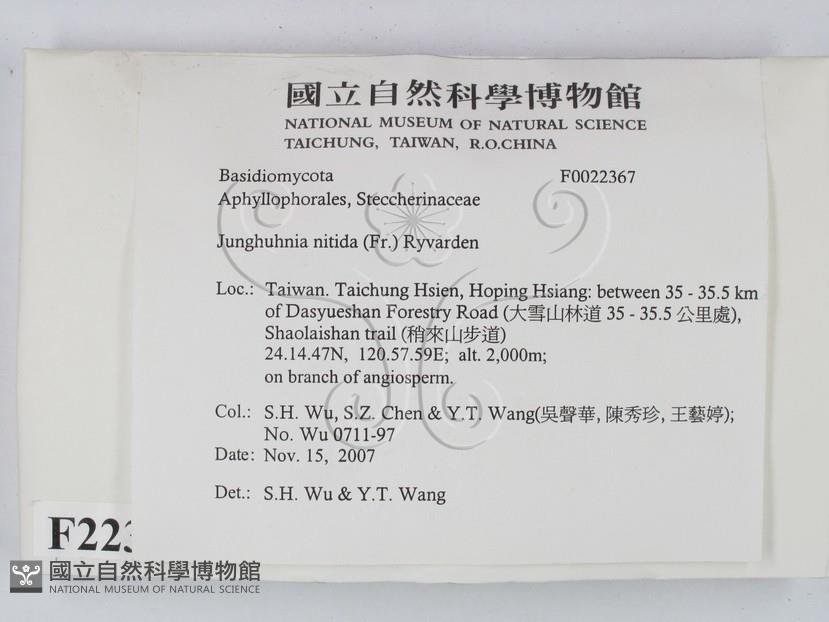 國立自然科學博物館
NATIONAL MUSEUM OF NATURAL SCIENCE
TAICHUNG, TAIWAN, R.O.CHINA
Basidiomycota F0022367
Aphyllophorales, Steccherinaceae
Junghuhnia nitida (Fr.) Ryvarden
Loc.: Taiwan. Taichung Hsien, Hoping Hsiang: between 35 - 35.5 km
of Dasyueshan Forestry Road (大雪山林道 35 - 35.5 公里處),
Shaolaishan trail (稍來山步道)
24.14.47N, 120.57.59E; alt. 2,000m;
on branch of angiosperm.
Col.: S.H. Wu, S.Z. Chen & Y.T. Wang(吳聲華, 陳秀珍, 王藝婷);
No. Wu 0711-97
Date: Nov. 15, 2007
Det.: S.H. Wu & Y.T. Wang
F223
國立自然科學博物館
NATIONAL MUSEUM OF NATURAL SCIENCE